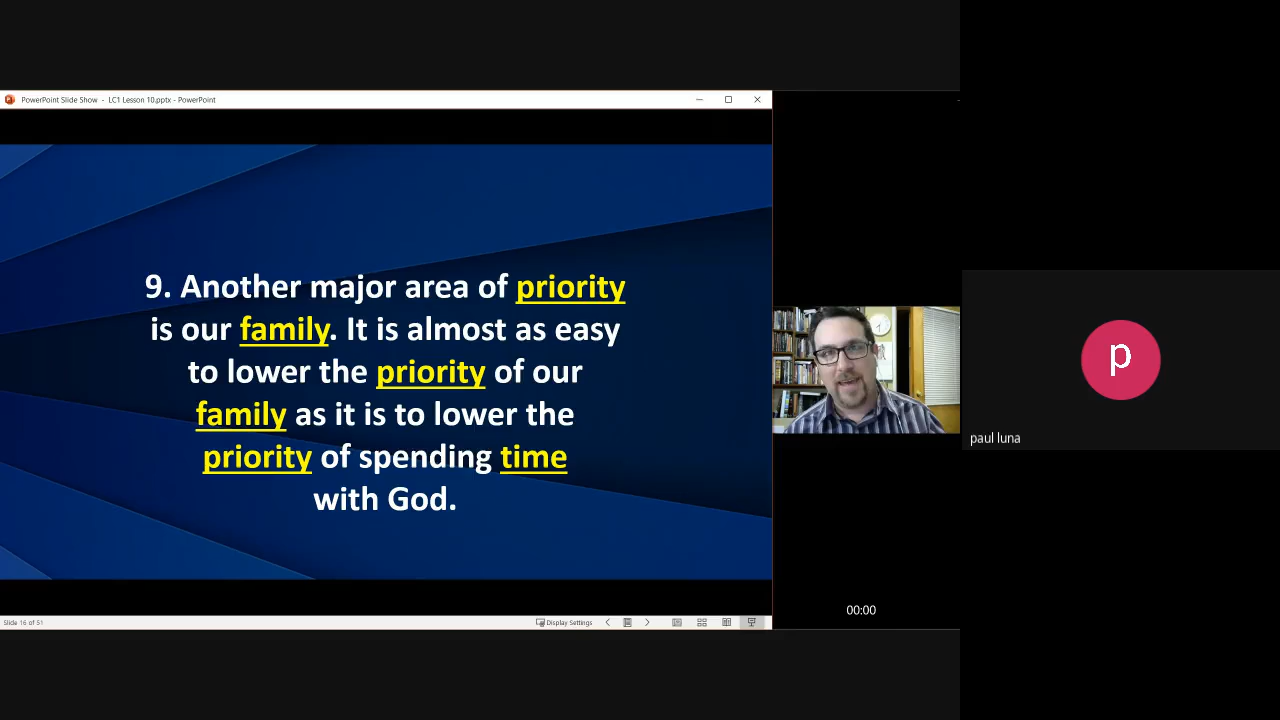 PowerPoint Slide Show - LC1 Lesson 10.pptx - PowerPoint
9. Another major area of priority
is our family. It is almost as easy
to lower the priority of our
family as it is to lower the
priority of spending time
with God.
p
paul luna
00:00
Slide 16 of 51
Display Settings